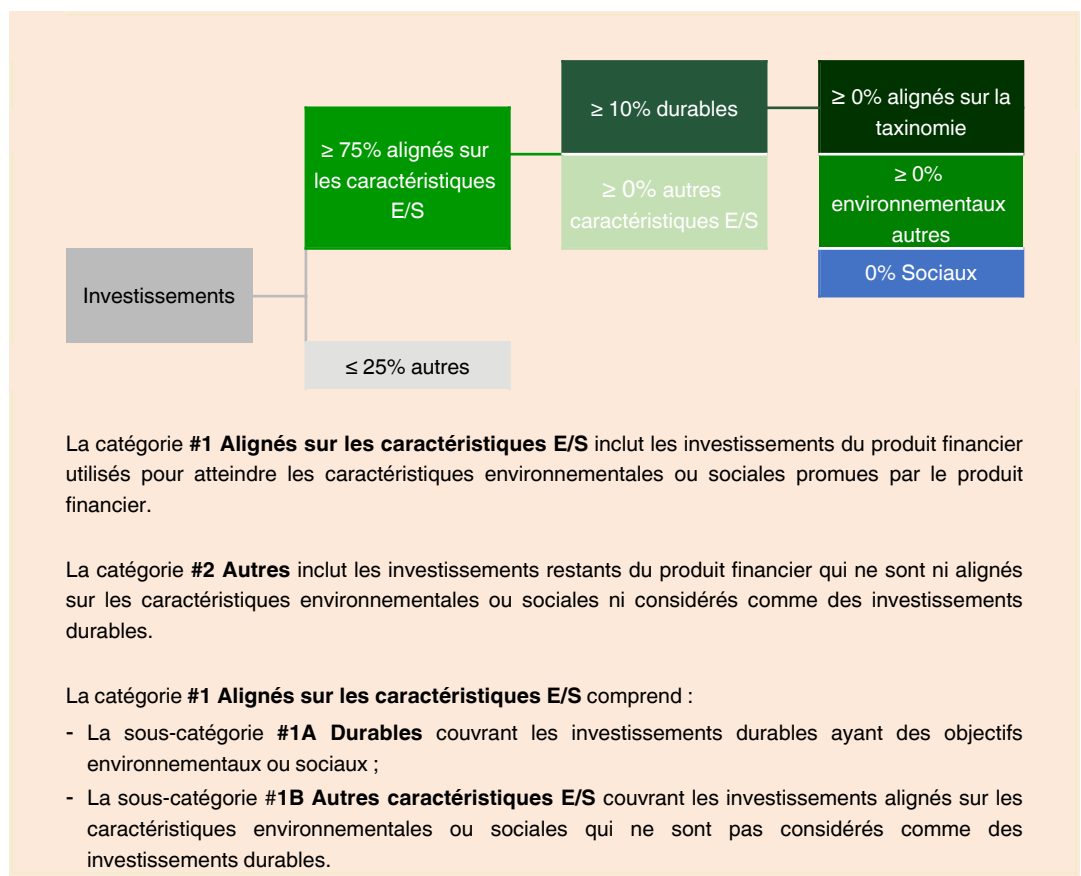 ≥ 10% durables
≥ 0% alignés sur la
taxinomie
≥ 75% alignés sur
les caractéristiques
E/S
≥ 0% autres
caractéristiques E/S
≥ 0%
environnementaux
autres
0% Sociaux
Investissements
≤ 25% autres
La catégorie #1 Alignés sur les caractéristiques E/S inclut les investissements du produit financier
utilisés pour atteindre les caractéristiques environnementales ou sociales promues par le produit
financier.
La catégorie #2 Autres inclut les investissements restants du produit financier qui ne sont ni alignés
sur les caractéristiques environnementales ou sociales ni considérés comme des investissements
durables.
La catégorie #1 Alignés sur les caractéristiques E/S comprend :
- La sous-catégorie #1A Durables couvrant les investissements durables ayant des objectifs
environnementaux ou sociaux ;
- La sous-catégorie #1B Autres caractéristiques E/S couvrant les investissements alignés sur les
caractéristiques environnementales ou sociales qui ne sont pas considérés comme des
investissements durables.